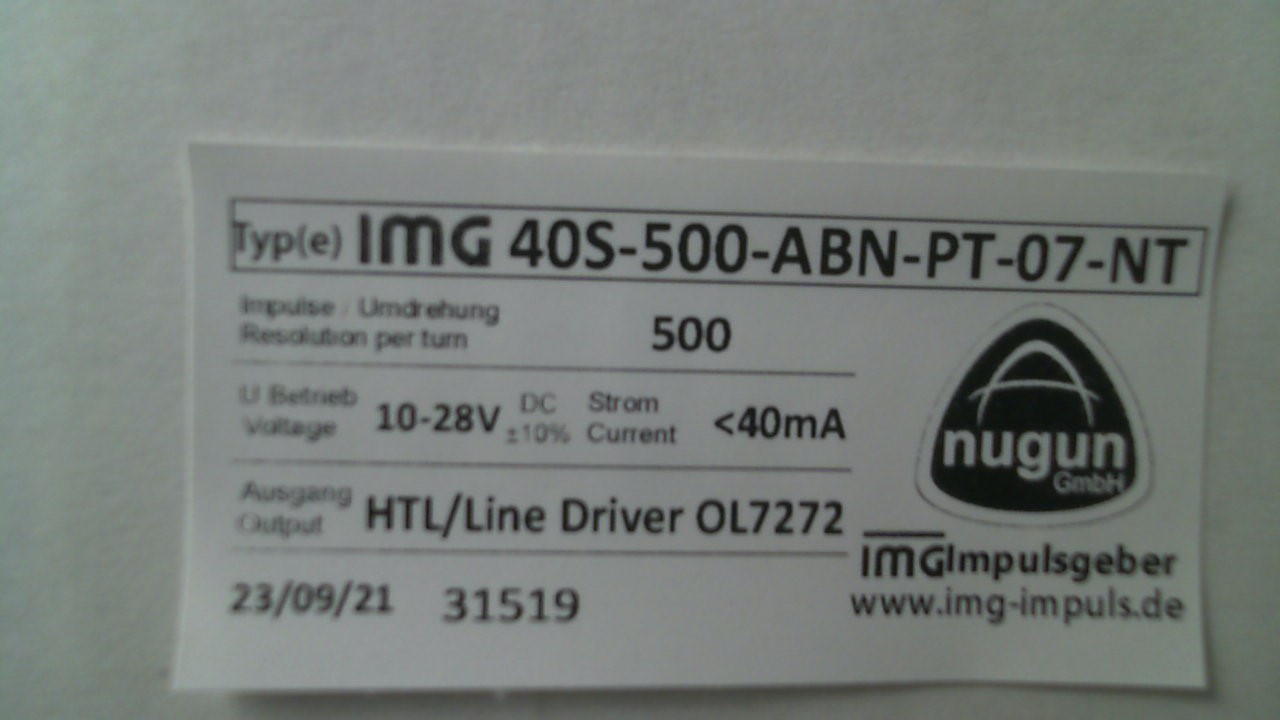 Typ(e) IMG 40S-500-ABN-PT-07-NT
Impulse / Umdrehung
Resolution per turn
500
U Betrieb
Voltage
10-28V
DC
±10%
Strom
Current
<40mA
Ausgang
Output
HTL/Line Driver OL7272
23/09/21 31519
nugun
GmbH
IMG Impulsgeber
www.img-impuls.de